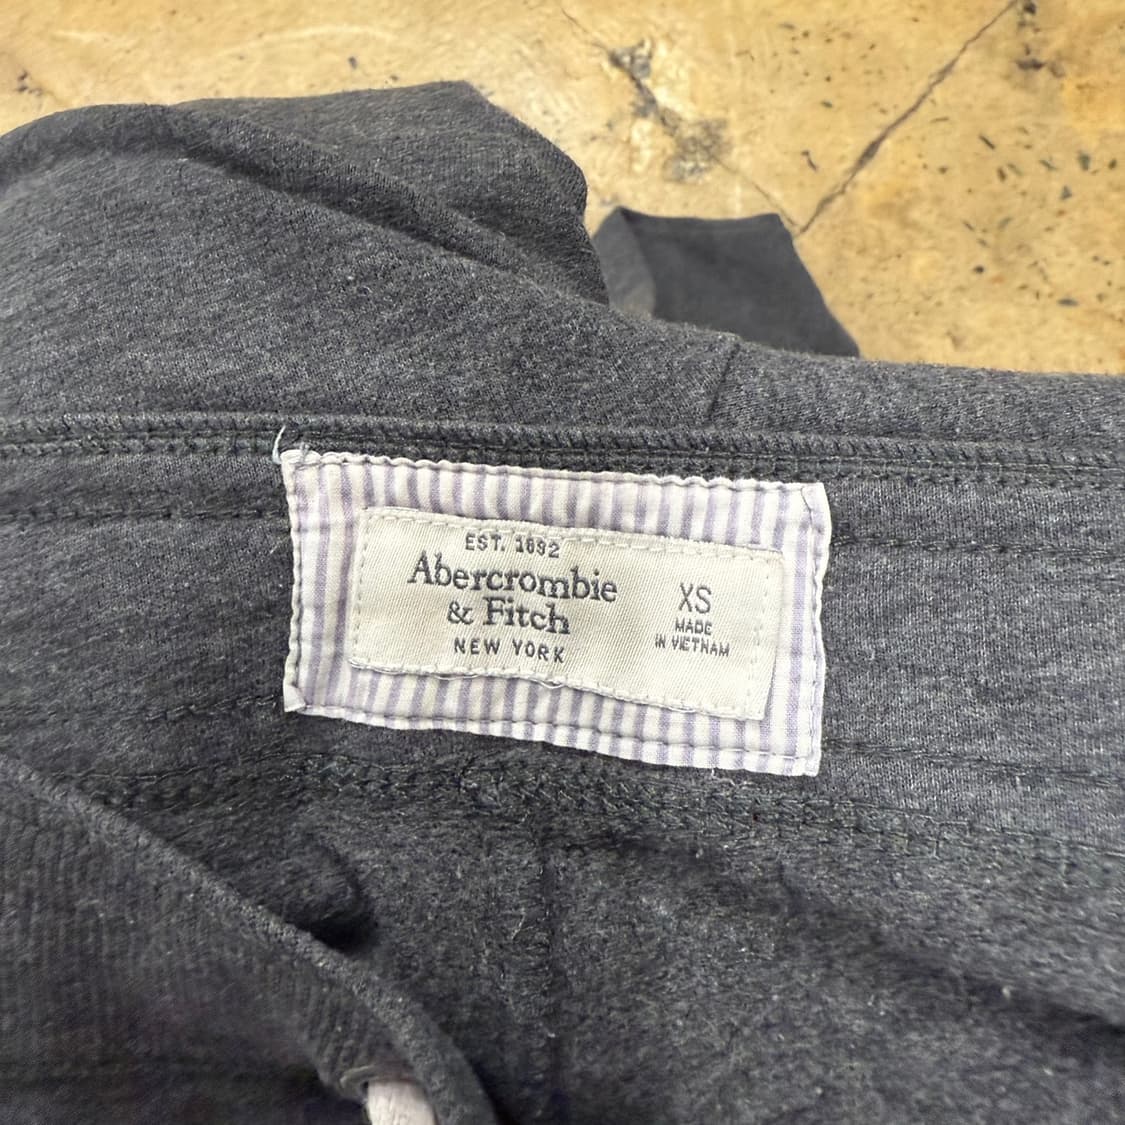 EST. 1892
Abercrombie
& Fitch
NEW YORK
XS
MADE
IN VIETNAM